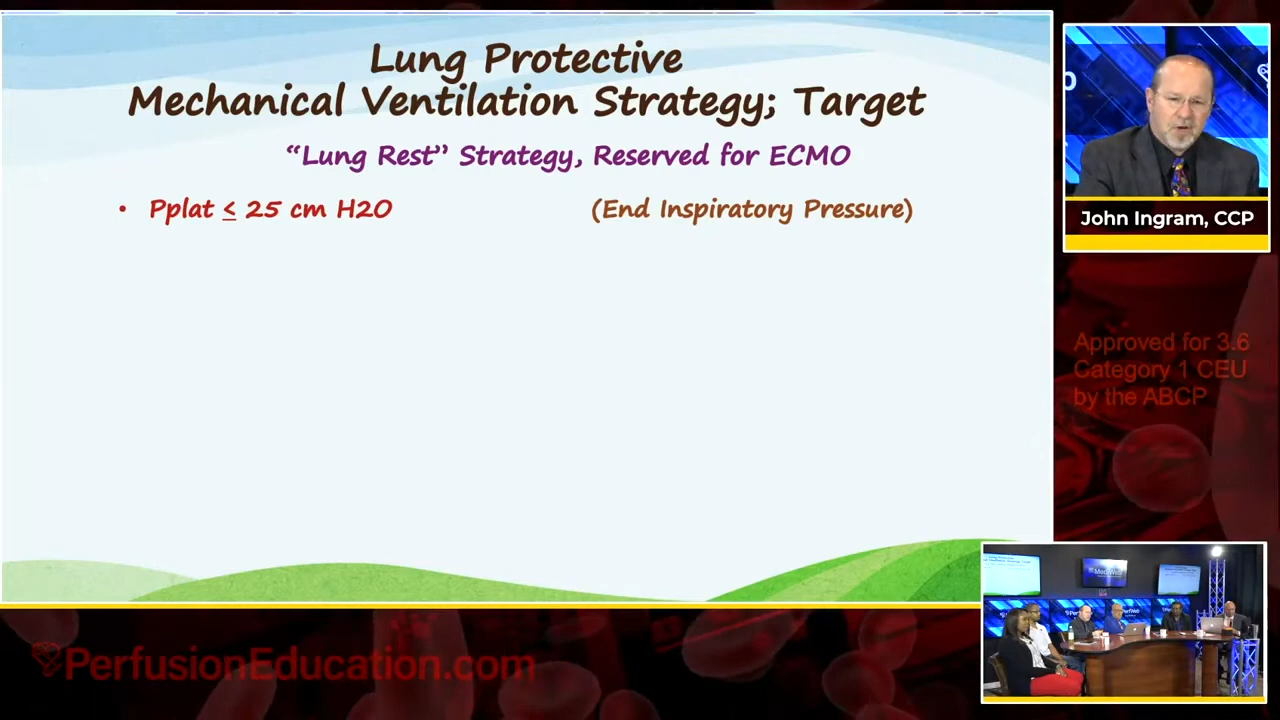 Lung Protective
Mechanical Ventilation Strategy; Target
“Lung Rest” Strategy, Reserved for ECMO
• Pplat ≤ 25 cm H2O (End Inspiratory Pressure)
John Ingram, CCP
Approved for 3.6
Category 1 CEU
by the ABCP
PerfusionEducation.com